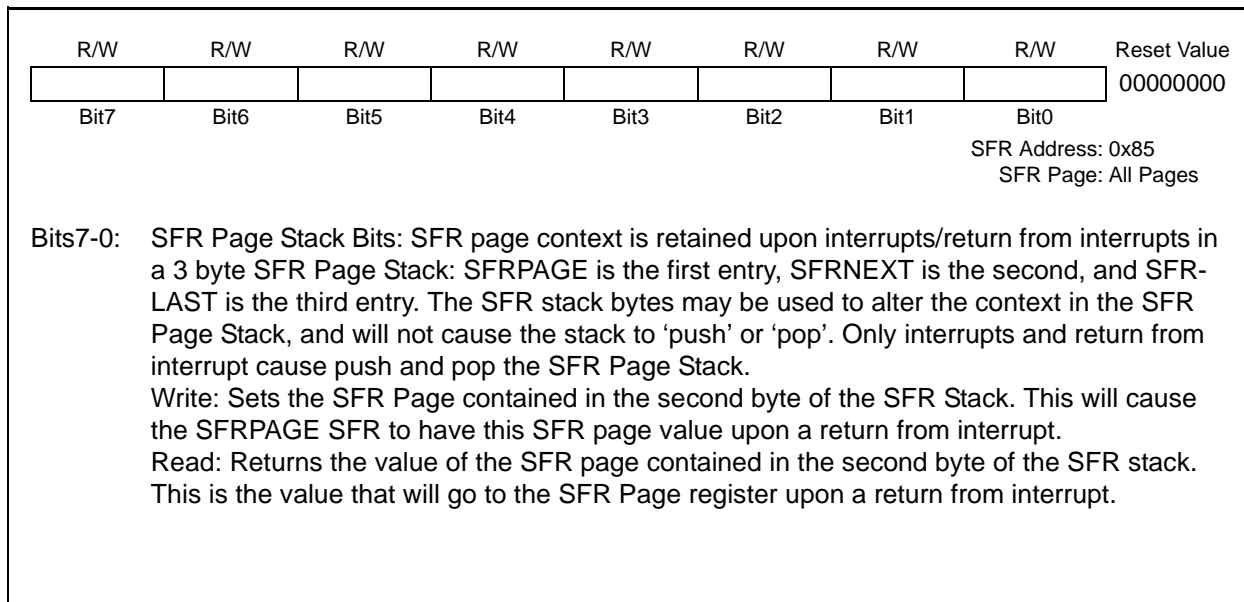 R/W R/W R/W R/W R/W R/W R/W R/W Reset Value
00000000
Bit7 Bit6 Bit5 Bit4 Bit3 Bit2 Bit1 Bit0
SFR Address: 0x85
SFR Page: All Pages
Bits7-0: SFR Page Stack Bits: SFR page context is retained upon interrupts/return from interrupts in
a 3 byte SFR Page Stack: SFRPAGE is the first entry, SFRNEXT is the second, and SFR-
LAST is the third entry. The SFR stack bytes may be used to alter the context in the SFR
Page Stack, and will not cause the stack to ‘push’ or ‘pop’. Only interrupts and return from
interrupt cause push and pop the SFR Page Stack.
Write: Sets the SFR Page contained in the second byte of the SFR Stack. This will cause
the SFRPAGE SFR to have this SFR page value upon a return from interrupt.
Read: Returns the value of the SFR page contained in the second byte of the SFR stack.
This is the value that will go to the SFR Page register upon a return from interrupt.